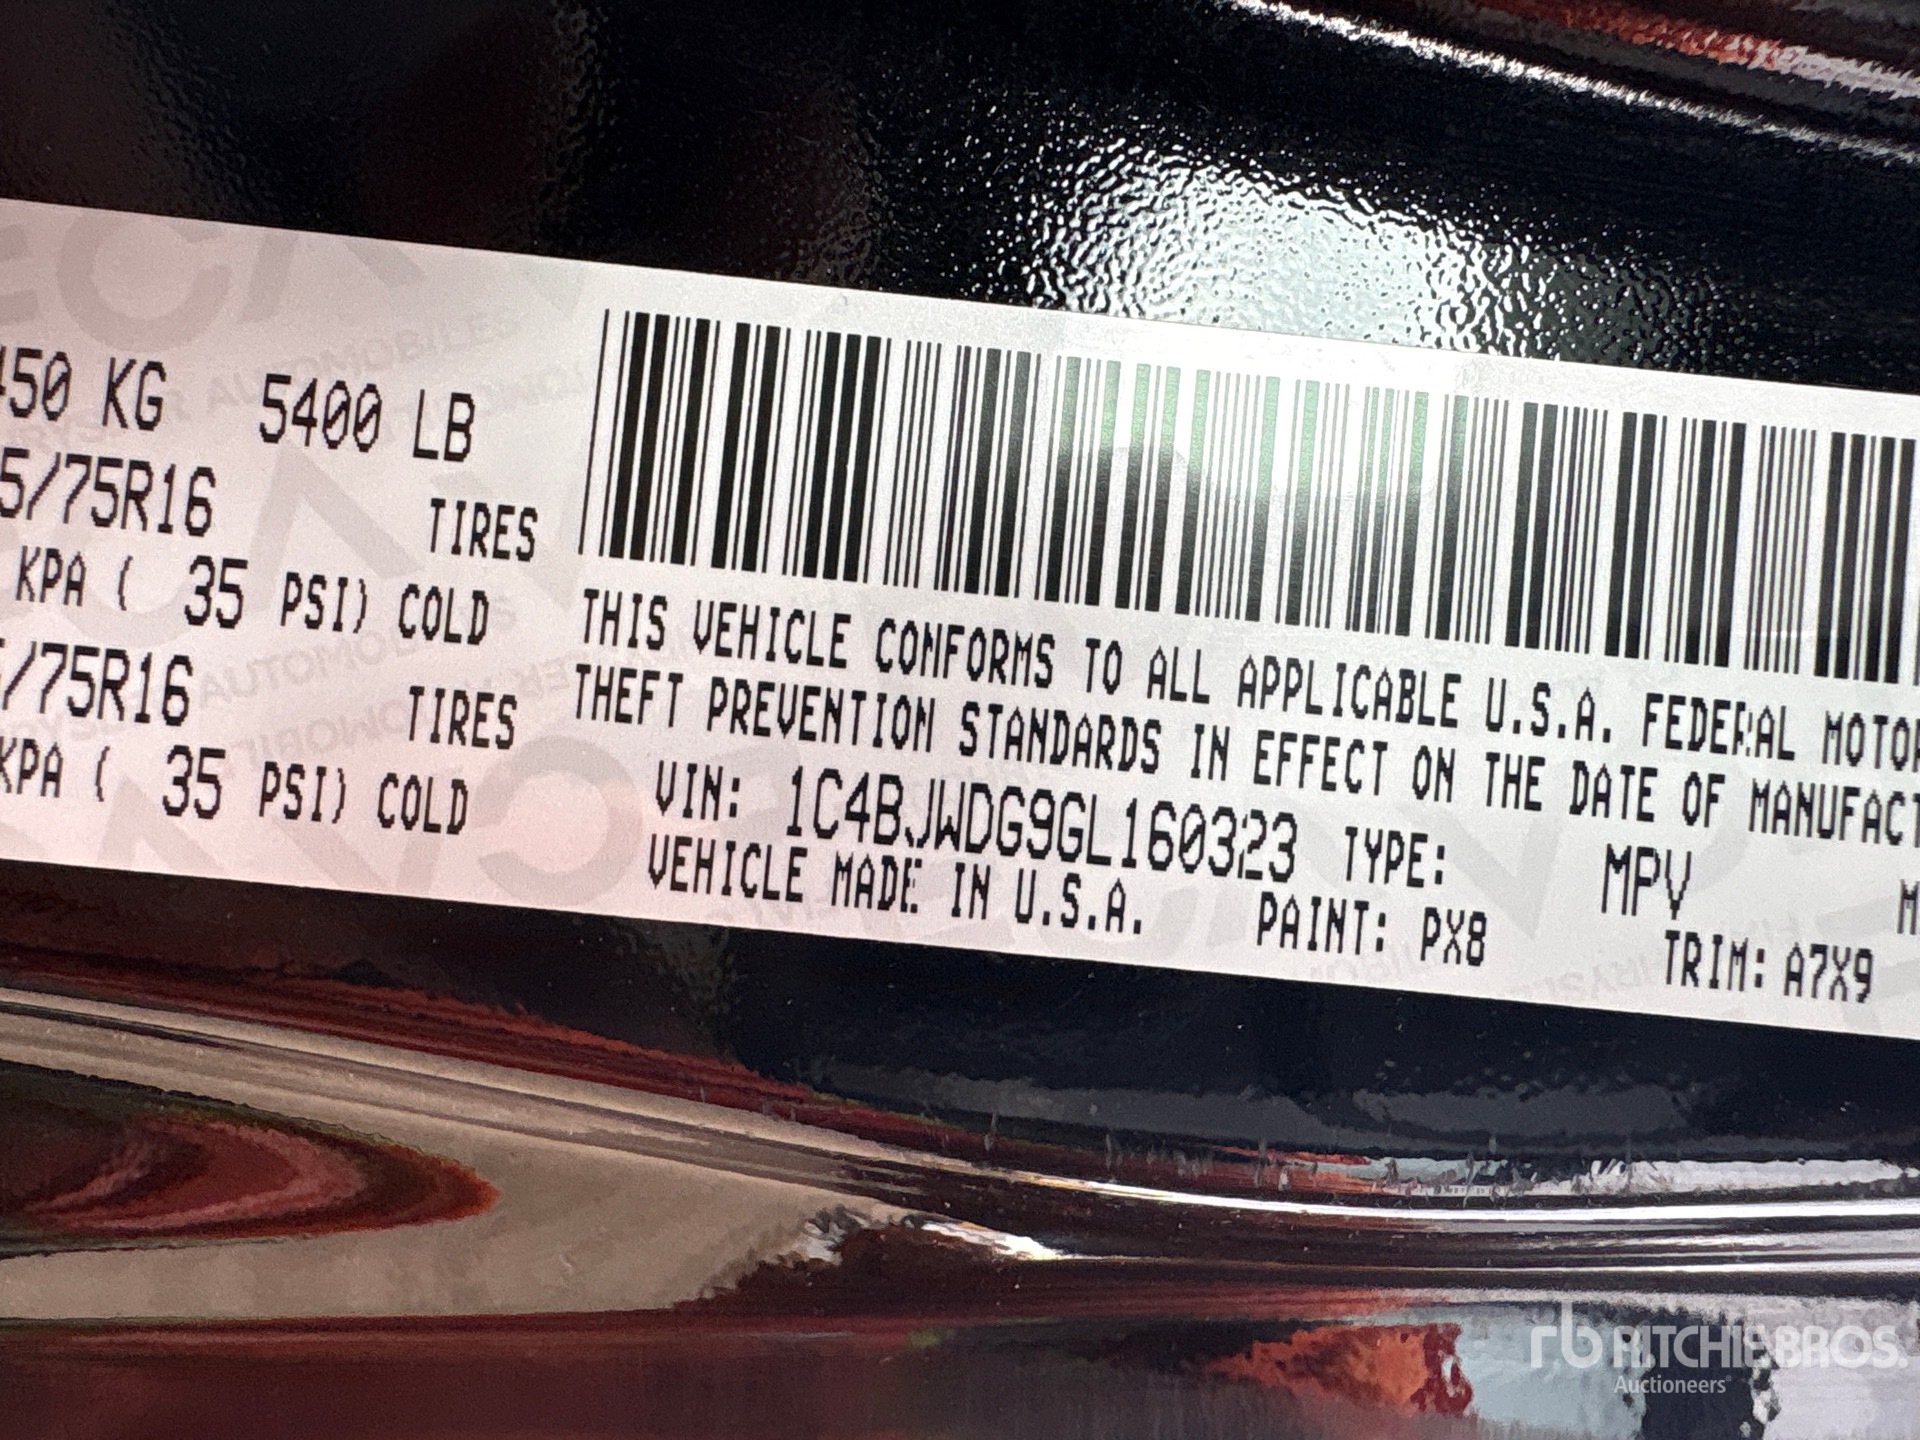 450 KG 5400 LB
5/75R16 TIRES
KPA ( 35 PSI) COLD
5/75R16 TIRES
KPA ( 35 PSI) COLD
THIS VEHICLE CONFORMS TO ALL APPLICABLE U.S.A. FEDERAL MOTOR
THEFT PREVENTION STANDARDS IN EFFECT ON THE DATE OF MANUFACT
VIN: 1C4BJWDG9GL160323 TYPE: MPV M
VEHICLE MADE IN U.S.A. PAINT: PX8 TRIM: A7X9
rb RITCHIE BROS.
Auctioneers